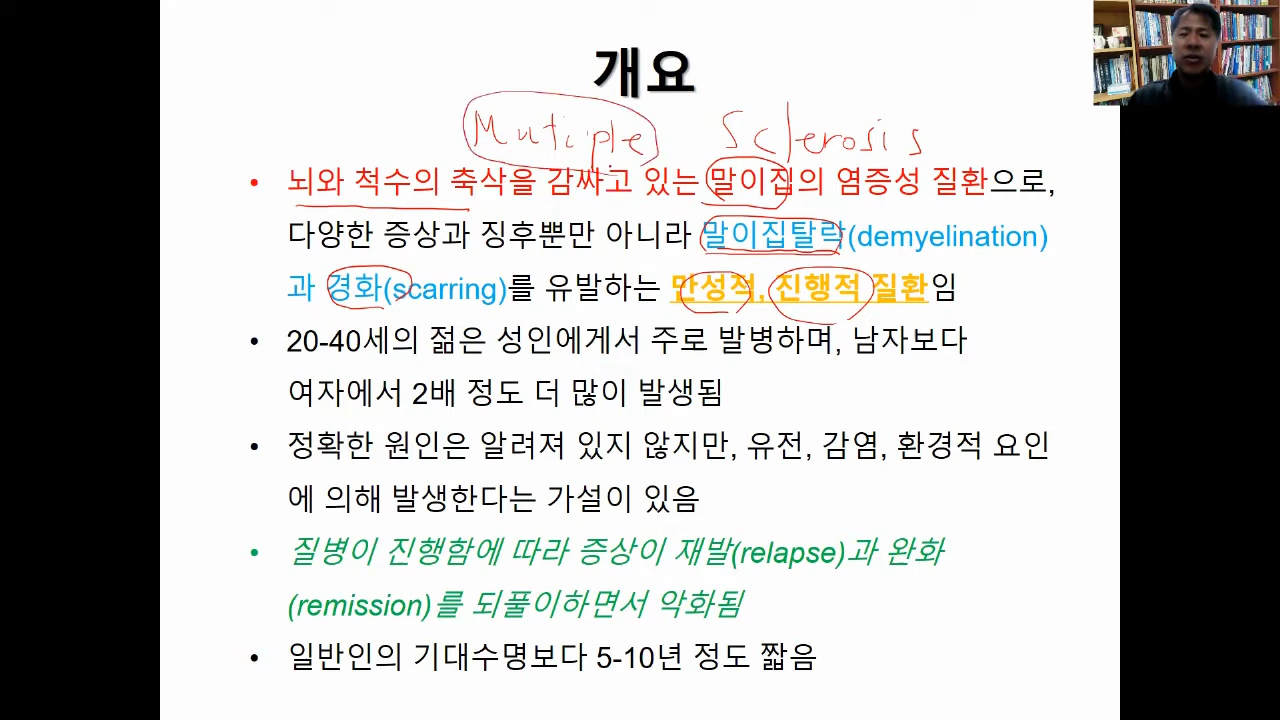 개요
Mutiple Sclerosis
• 뇌와 척수의 축삭을 감싸고 있는 말이집의 염증성 질환으로,
다양한 증상과 징후뿐만 아니라 말이집탈락(demyelination)
과 경화(scarring)를 유발하는 만성적, 진행적 질환임
• 20-40세의 젊은 성인에게서 주로 발병하며, 남자보다
여자에서 2배 정도 더 많이 발생됨
• 정확한 원인은 알려져 있지 않지만, 유전, 감염, 환경적 요인
에 의해 발생한다는 가설이 있음
• 질병이 진행함에 따라 증상이 재발(relapse)과 완화
(remission)를 되풀이하면서 악화됨
• 일반인의 기대수명보다 5-10년 정도 짧음